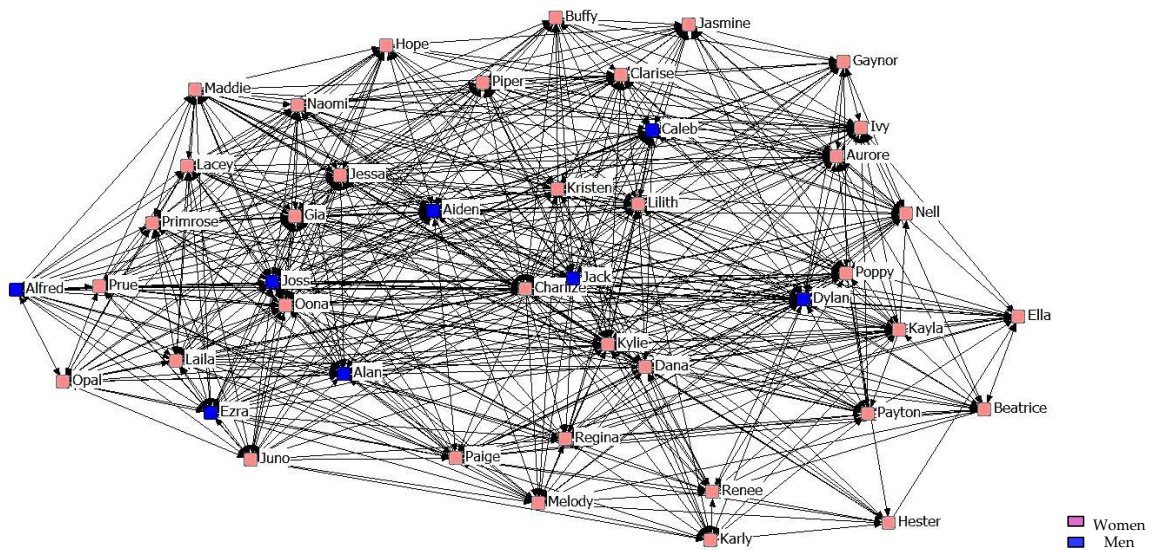 Buffy
Jasmine
Hope
Gaynor
Clarise
Piper
Maddie
Naomi
Caleb
Ivy
Aurore
Lacey
Jessa
Kristen
Lilith
Aiden
Nell
Gia
Primrose
Poppy
Jack
Joss
Prue
Alfred
Charlize
Dylan
Oona
Ella
Kayla
Kylie
Laila
Dana
Alan
Opal
Beatrice
Ezra
Payton
Regina
Paige
Juno
Renee
Melody
Hester
Karly
Women
Men